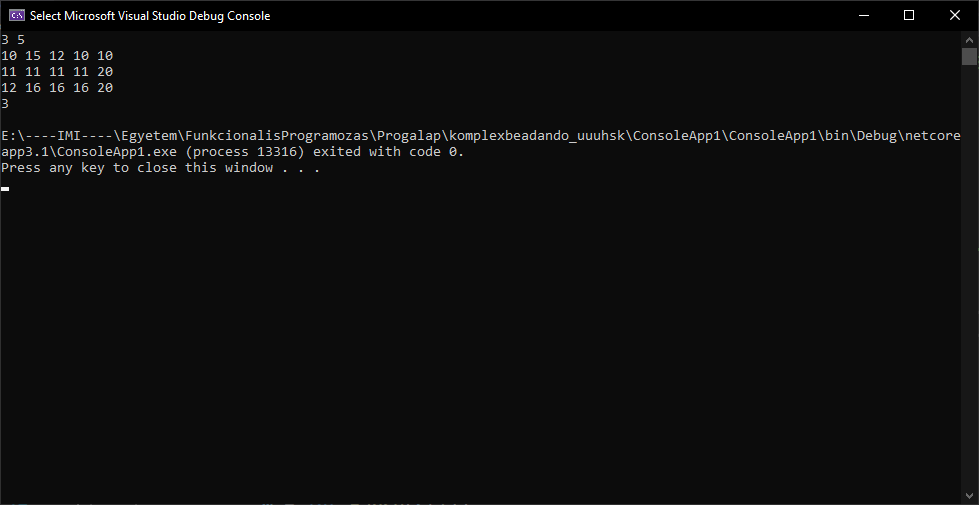 Select Microsoft Visual Studio Debug Console
3 5
10 15 12 10 10
11 11 11 11 20
12 16 16 16 20
3
E:\----IMI----\Egyetem\FunkcionalisProgramozas\Progalap\komplexbeadando_uuuhsk\ConsoleApp1\ConsoleApp1\bin\Debug\netcore
app3.1\ConsoleApp1.exe (process 13316) exited with code 0.
Press any key to close this window . . .